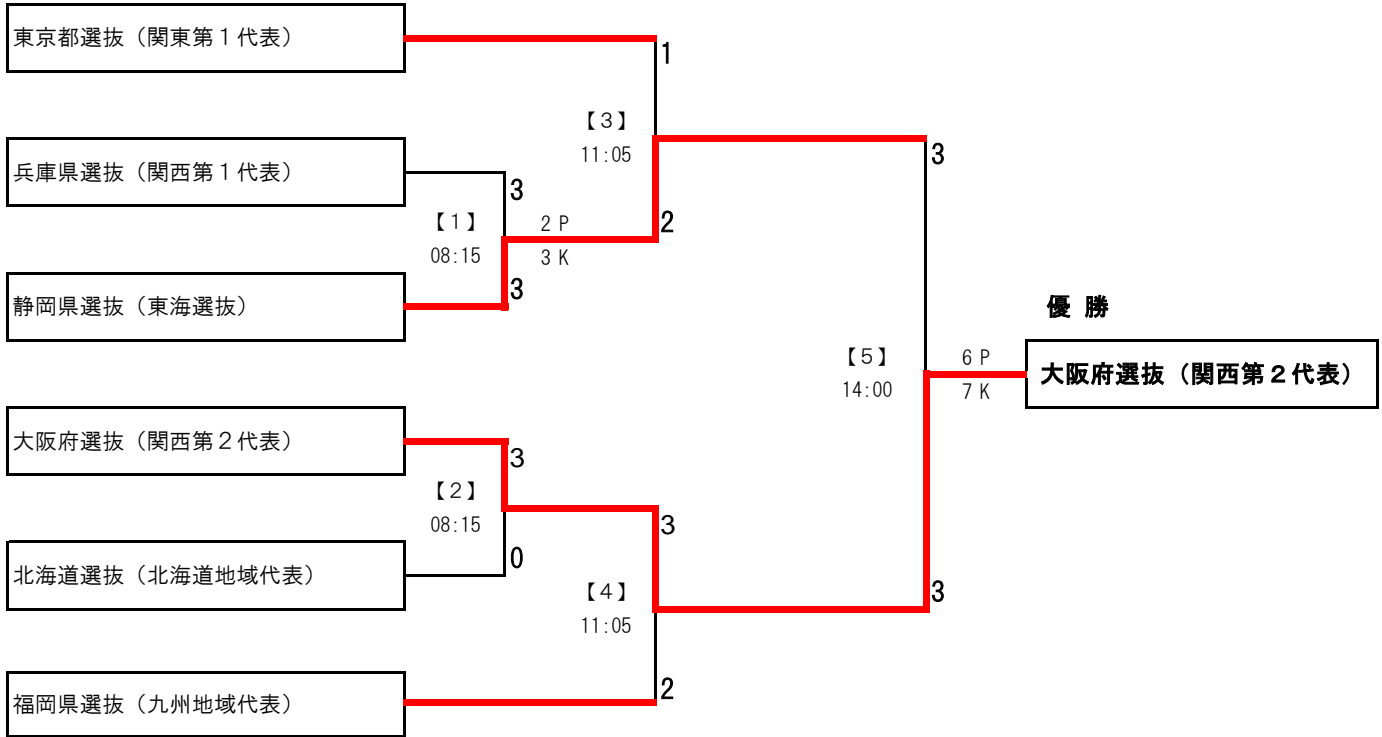 東京都選抜（関東第１代表）
1
【３】
11:05
兵庫県選抜（関西第１代表）
3
3
【１】
2 P
2
08:15
3 K
3
静岡県選抜（東海選抜）
優 勝
【５】
6 P
大阪府選抜（関西第２代表）
14:00
7 K
大阪府選抜（関西第２代表）
3
【２】
08:15
3
0
北海道選抜（北海道地域代表）
【４】
3
11:05
2
福岡県選抜（九州地域代表）